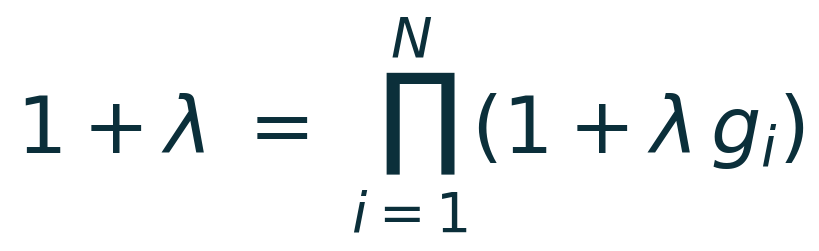 1 + λ = ∏_{i=1}^{N} (1 + λ g_i)